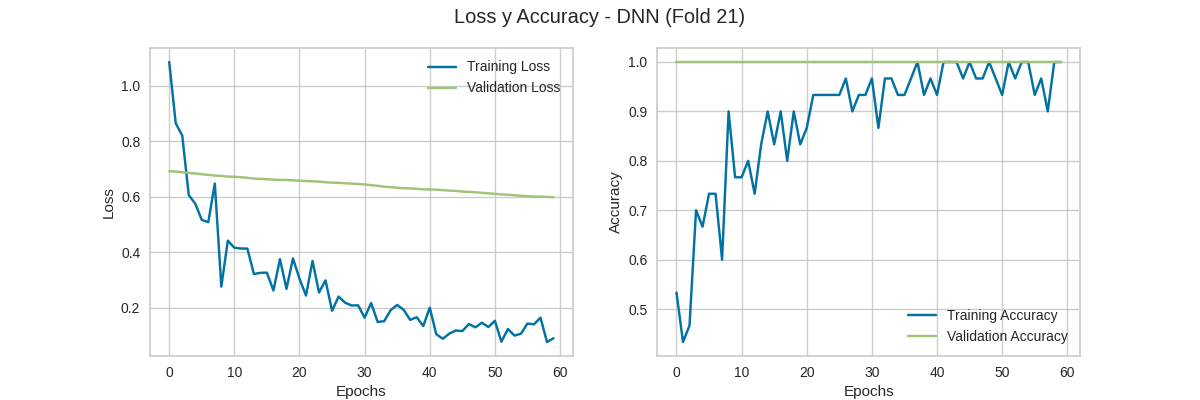 Loss y Accuracy - DNN (Fold 21)
Training Loss
Validation Loss
1.0
0.8
0.6
0.4
0.2
Loss
0 10 20 30 40 50 60
Epochs
1.0
0.9
0.8
0.7
0.6
0.5
Accuracy
Training Accuracy
Validation Accuracy
0 10 20 30 40 50 60
Epochs